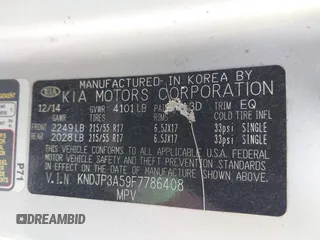 MANUFACTURED IN KOREA BY
KIA KIA MOTORS CORPORATION
12/14 GVWR 4101LB 3D TRIM EQ
GAWR TIRES RIMS COLD TIRE INFL
FRONT 2249LB 215/55 R17 6.5JX17 33psi SINGLE
REAR 2028LB 215/55 R17 6.5JX17 33psi SINGLE
THIS VEHICLE CONFORMS TO ALL APPLICABLE
U.S.A. FEDERAL MOTOR VEHICLE SAFETY
STANDARDS IN EFFECT ON THE DATE OF
MANUFACTURE SHOWN ABOVE.
V.I.N KNDJP3A59F7786408
MPV
P71
DREAMBID